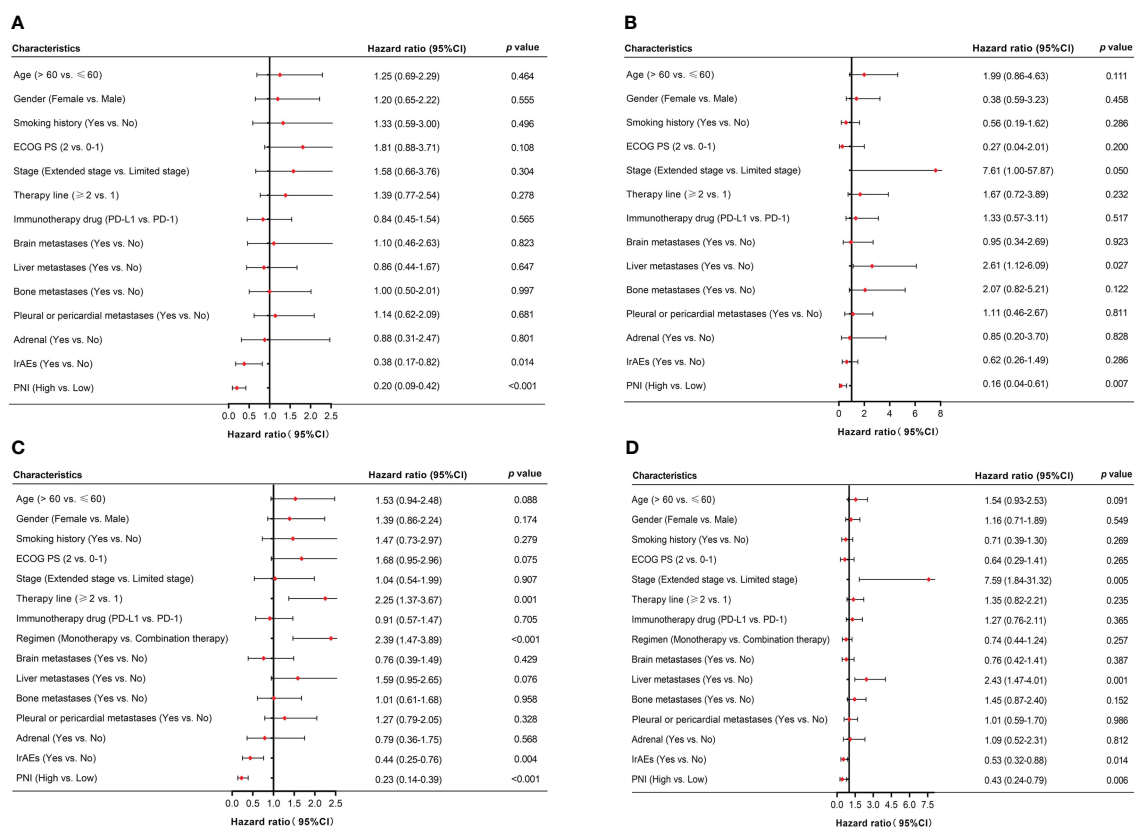 A
Characteristics Hazard ratio (95%CI) p value
Age (> 60 vs. ≤ 60) 1.25 (0.69-2.29) 0.464
Gender (Female vs. Male) 1.20 (0.65-2.22) 0.555
Smoking history (Yes vs. No) 1.33 (0.59-3.00) 0.496
ECOG PS (2 vs. 0-1) 1.81 (0.88-3.71) 0.108
Stage (Extended stage vs. Limited stage) 1.58 (0.66-3.76) 0.304
Therapy line (≥ 2 vs. 1) 1.39 (0.77-2.54) 0.278
Immunotherapy drug (PD-L1 vs. PD-1) 0.84 (0.45-1.54) 0.565
Brain metastases (Yes vs. No) 1.10 (0.46-2.63) 0.823
Liver metastases (Yes vs. No) 0.86 (0.44-1.67) 0.647
Bone metastases (Yes vs. No) 1.00 (0.50-2.01) 0.997
Pleural or pericardial metastases (Yes vs. No) 1.14 (0.62-2.09) 0.681
Adrenal (Yes vs. No) 0.88 (0.31-2.47) 0.801
IrAEs (Yes vs. No) 0.38 (0.17-0.82) 0.014
PNI (High vs. Low) 0.20 (0.09-0.42) <0.001
0.0 0.5 1.0 1.5 2.0 2.5
Hazard ratio( 95%CI)
B
Characteristics Hazard ratio (95%CI) p value
Age (> 60 vs. ≤ 60) 1.99 (0.86-4.63) 0.111
Gender (Female vs. Male) 0.38 (0.59-3.23) 0.458
Smoking history (Yes vs. No) 0.56 (0.19-1.62) 0.286
ECOG PS (2 vs. 0-1) 0.27 (0.04-2.01) 0.200
Stage (Extended stage vs. Limited stage) 7.61 (1.00-57.87) 0.050
Therapy line (≥ 2 vs. 1) 1.67 (0.72-3.89) 0.232
Immunotherapy drug (PD-L1 vs. PD-1) 1.33 (0.57-3.11) 0.517
Brain metastases (Yes vs. No) 0.95 (0.34-2.69) 0.923
Liver metastases (Yes vs. No) 2.61 (1.12-6.09) 0.027
Bone metastases (Yes vs. No) 2.07 (0.82-5.21) 0.122
Pleural or pericardial metastases (Yes vs. No) 1.11 (0.46-2.67) 0.811
Adrenal (Yes vs. No) 0.85 (0.20-3.70) 0.828
IrAEs (Yes vs. No) 0.62 (0.26-1.49) 0.286
PNI (High vs. Low) 0.16 (0.04-0.61) 0.007
0 2 4 6 8
Hazard ratio( 95%CI)
C
Characteristics Hazard ratio (95%CI) p value
Age (> 60 vs. ≤ 60) 1.53 (0.94-2.48) 0.088
Gender (Female vs. Male) 1.39 (0.86-2.24) 0.174
Smoking history (Yes vs. No) 1.47 (0.73-2.97) 0.279
ECOG PS (2 vs. 0-1) 1.68 (0.95-2.96) 0.075
Stage (Extended stage vs. Limited stage) 1.04 (0.54-1.99) 0.907
Therapy line (≥ 2 vs. 1) 2.25 (1.37-3.67) 0.001
Immunotherapy drug (PD-L1 vs. PD-1) 0.91 (0.57-1.47) 0.705
Regimen (Monotherapy vs. Combination therapy) 2.39 (1.47-3.89) <0.001
Brain metastases (Yes vs. No) 0.76 (0.39-1.49) 0.429
Liver metastases (Yes vs. No) 1.59 (0.95-2.65) 0.076
Bone metastases (Yes vs. No) 1.01 (0.61-1.68) 0.958
Pleural or pericardial metastases (Yes vs. No) 1.27 (0.79-2.05) 0.328
Adrenal (Yes vs. No) 0.79 (0.36-1.75) 0.568
IrAEs (Yes vs. No) 0.44 (0.25-0.76) 0.004
PNI (High vs. Low) 0.23 (0.14-0.39) <0.001
0.0 0.5 1.0 1.5 2.0 2.5
Hazard ratio( 95%CI)
D
Characteristics Hazard ratio (95%CI) p value
Age (> 60 vs. ≤ 60) 1.54 (0.93-2.53) 0.091
Gender (Female vs. Male) 1.16 (0.71-1.89) 0.549
Smoking history (Yes vs. No) 0.71 (0.39-1.30) 0.269
ECOG PS (2 vs. 0-1) 0.64 (0.29-1.41) 0.265
Stage (Extended stage vs. Limited stage) 7.59 (1.84-31.32) 0.005
Therapy line (≥ 2 vs. 1) 1.35 (0.82-2.21) 0.235
Immunotherapy drug (PD-L1 vs. PD-1) 1.27 (0.76-2.11) 0.365
Regimen (Monotherapy vs. Combination therapy) 0.74 (0.44-1.24) 0.257
Brain metastases (Yes vs. No) 0.76 (0.42-1.41) 0.387
Liver metastases (Yes vs. No) 2.43 (1.47-4.01) 0.001
Bone metastases (Yes vs. No) 1.45 (0.87-2.40) 0.152
Pleural or pericardial metastases (Yes vs. No) 1.01 (0.59-1.70) 0.986
Adrenal (Yes vs. No) 1.09 (0.52-2.31) 0.812
IrAEs (Yes vs. No) 0.53 (0.32-0.88) 0.014
PNI (High vs. Low) 0.43 (0.24-0.79) 0.006
0.0 1.5 3.0 4.5 6.0 7.5
Hazard ratio( 95%CI)